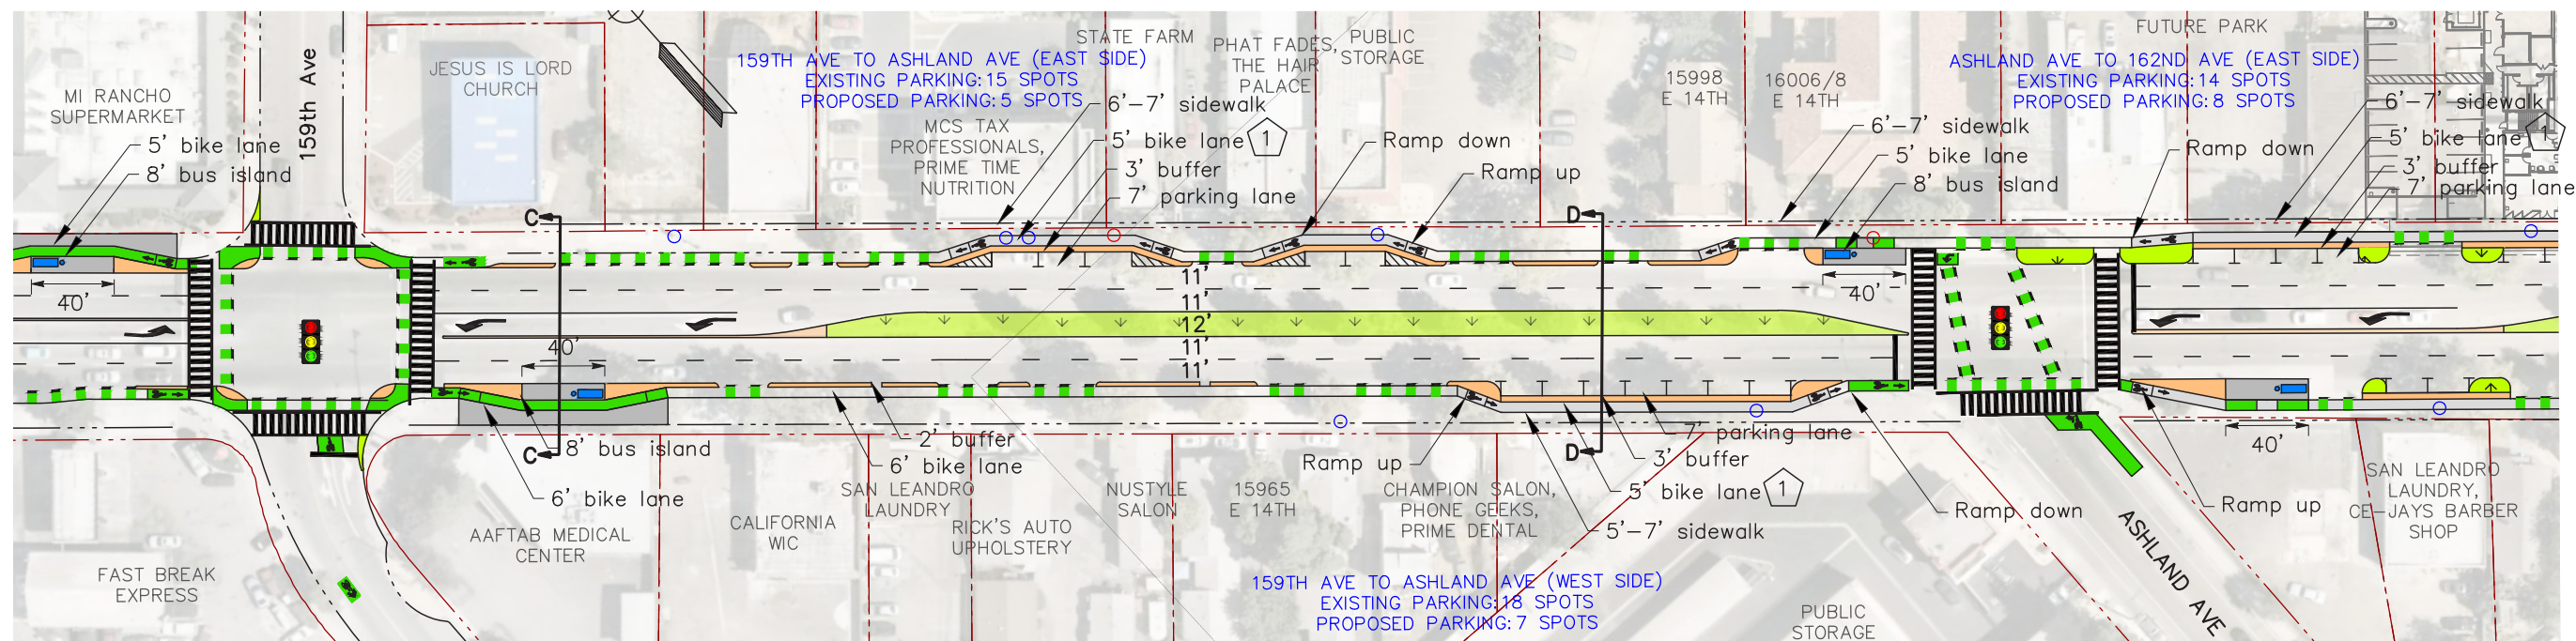 MI RANCHO
SUPERMARKET
5' bike lane
8' bus island
40'
159th Ave
JESUS IS LORD
CHURCH
159TH AVE TO ASHLAND AVE (EAST SIDE)
EXISTING PARKING: 15 SPOTS
PROPOSED PARKING: 5 SPOTS
STATE FARM
PHAT FADES,
THE HAIR
PALACE
PUBLIC
STORAGE
MCS TAX
PROFESSIONALS,
PRIME TIME
NUTRITION
6'-7' sidewalk
5' bike lane
1
3' buffer
7' parking lane
Ramp down
Ramp up
15998
E 14TH
16006/8
E 14TH
6'-7' sidewalk
5' bike lane
8' bus island
40'
FUTURE PARK
ASHLAND AVE TO 162ND AVE (EAST SIDE)
EXISTING PARKING: 14 SPOTS
PROPOSED PARKING: 8 SPOTS
Ramp down
6'-7' sidewalk
5' bike lane
1
3' buffer
7' parking lane
C
D
11'
11'
12'
11'
11'
40'
C
D
8' bus island
6' bike lane
2' buffer
6' bike lane
Ramp up
7' parking lane
3' buffer
5' bike lane
1
5'-7' sidewalk
Ramp down
Ramp up
40'
FAST BREAK
EXPRESS
AAFTAB MEDICAL
CENTER
CALIFORNIA
WIC
SAN LEANDRO
LAUNDRY
RICK'S AUTO
UPHOLSTERY
NUSTYLE
SALON
15965
E 14TH
CHAMPION SALON,
PHONE GEEKS,
PRIME DENTAL
159TH AVE TO ASHLAND AVE (WEST SIDE)
EXISTING PARKING: 18 SPOTS
PROPOSED PARKING: 7 SPOTS
PUBLIC
STORAGE
ASHLAND AVE
SAN LEANDRO
LAUNDRY,
CE-JAYS BARBER
SHOP